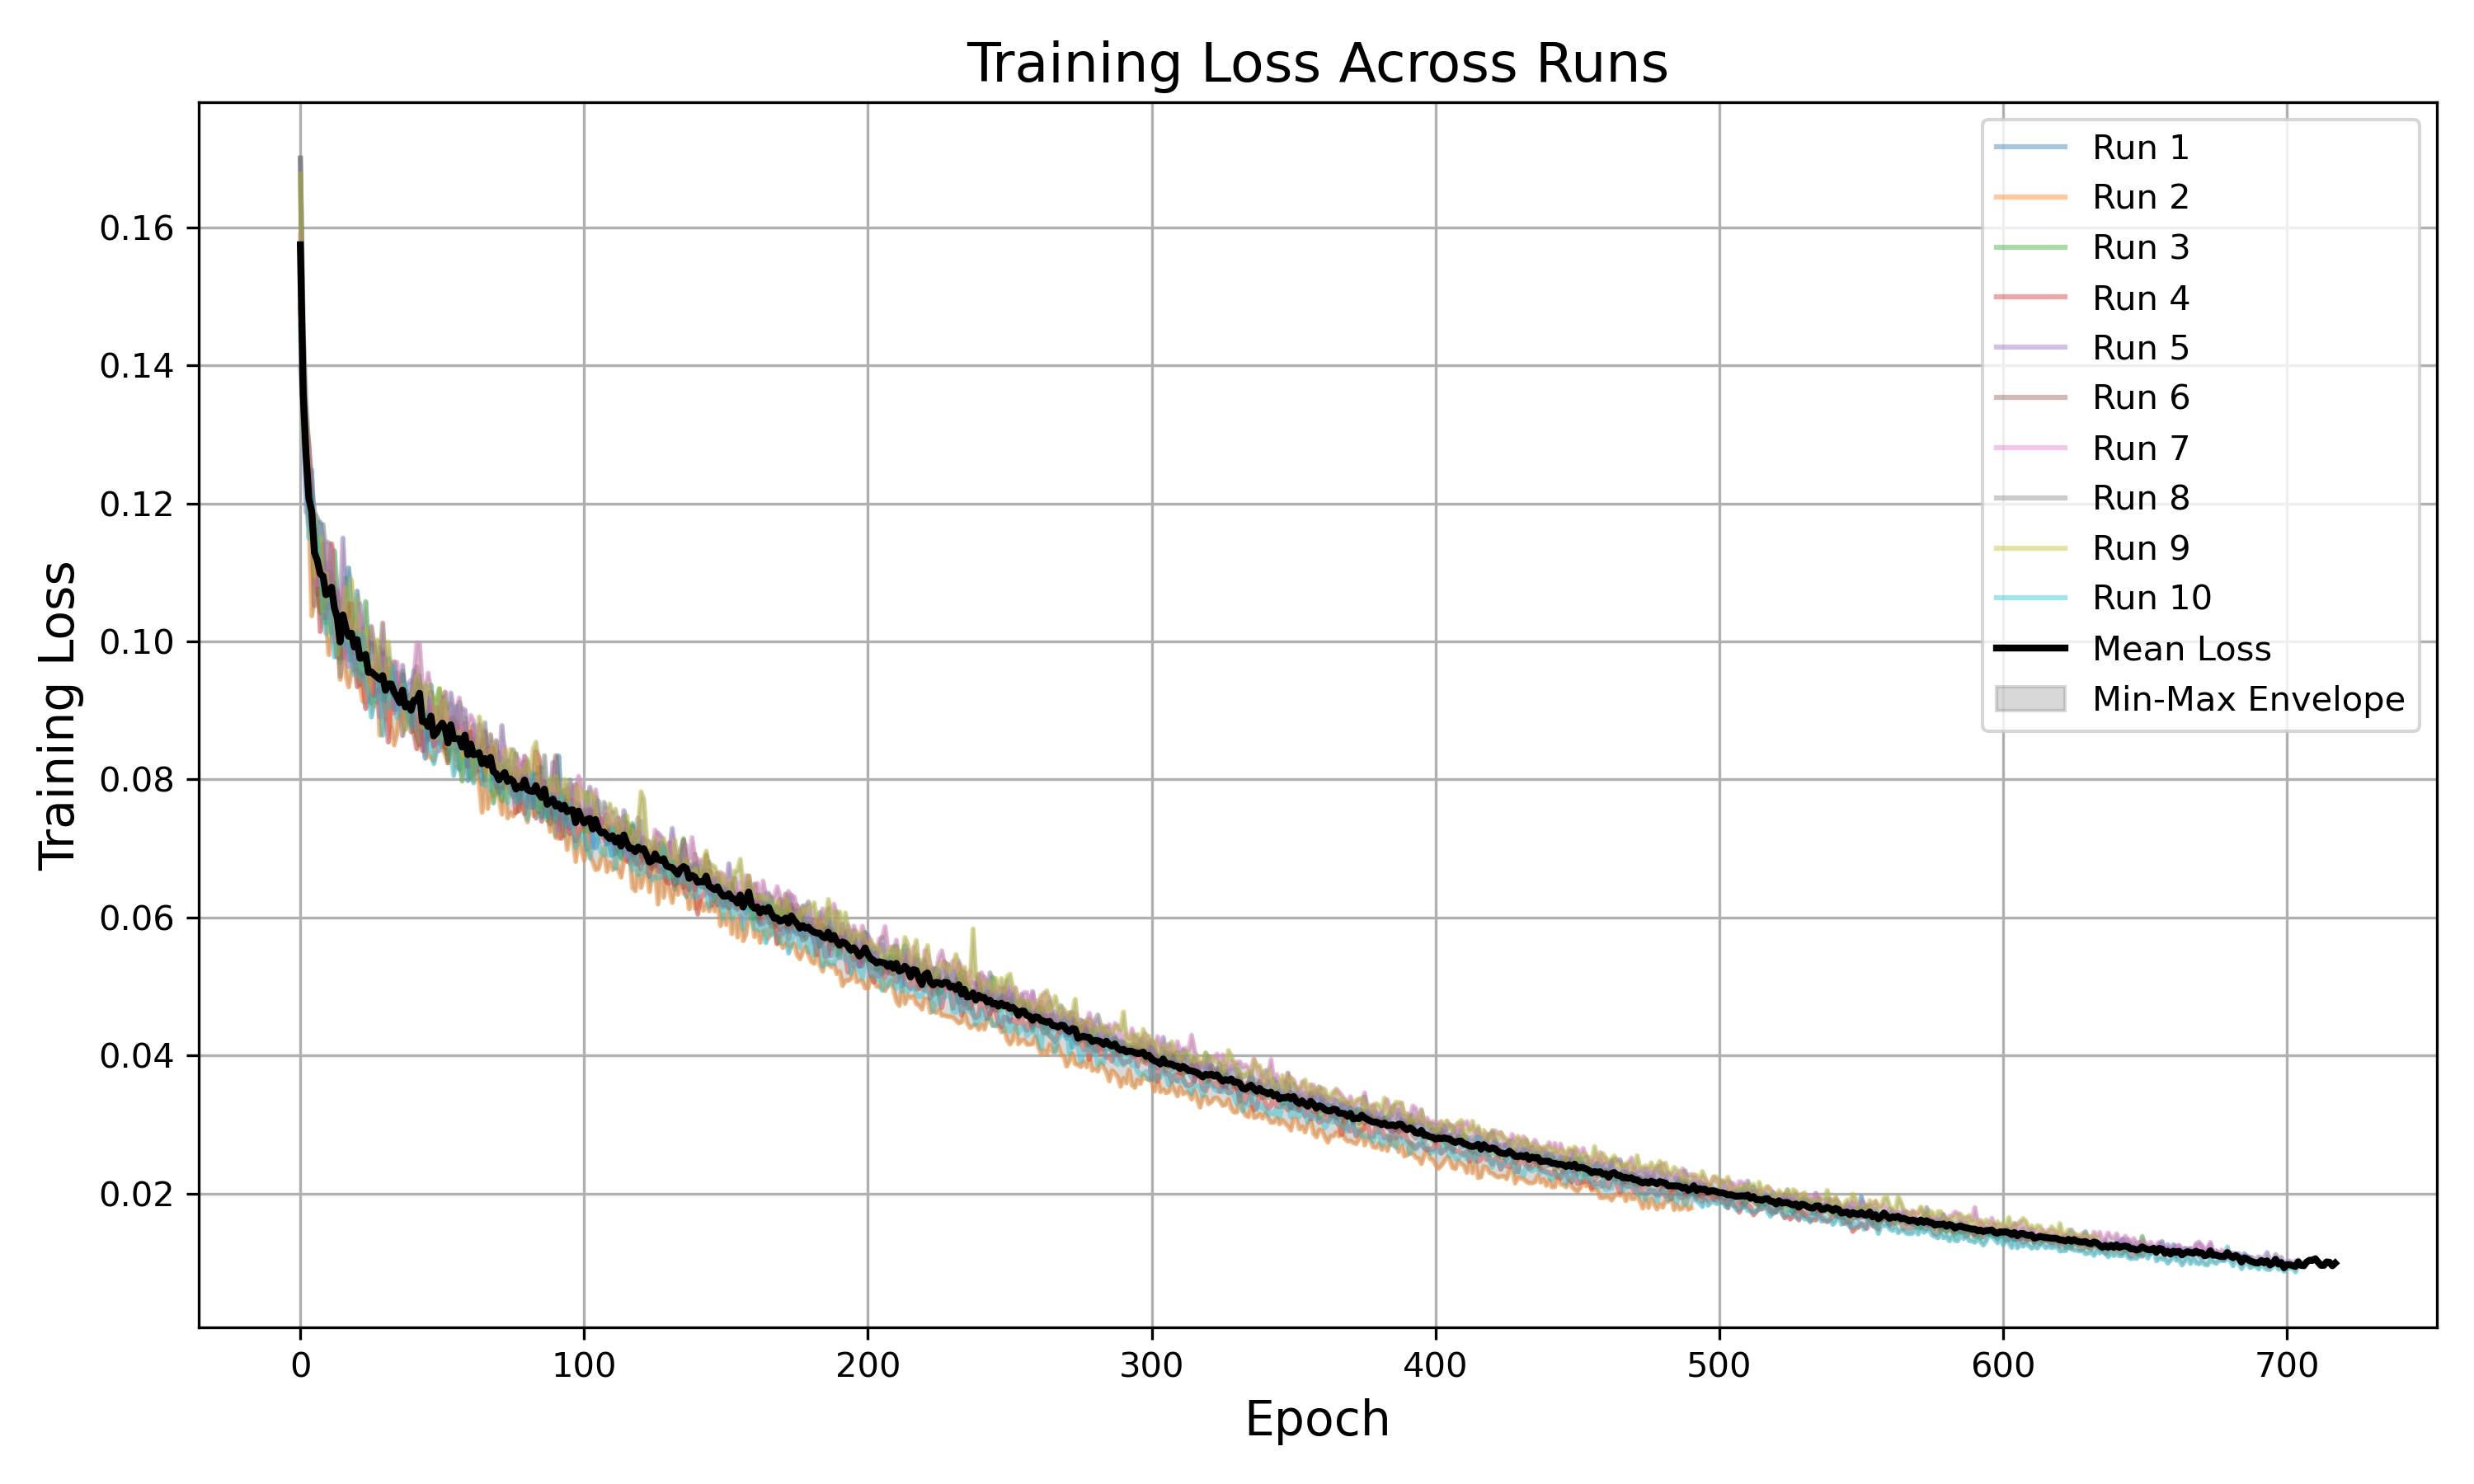 Training Loss Across Runs
Training Loss
0.16
0.14
0.12
0.10
0.08
0.06
0.04
0.02
Run 1
Run 2
Run 3
Run 4
Run 5
Run 6
Run 7
Run 8
Run 9
Run 10
Mean Loss
Min-Max Envelope
0 100 200 300 400 500 600 700
Epoch